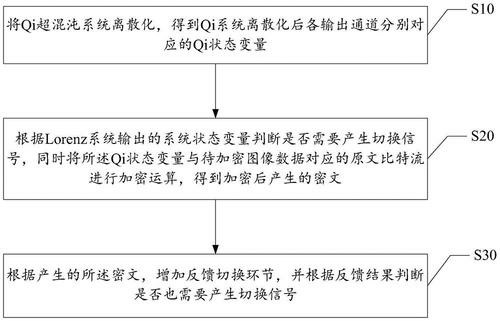 S10
将Qi超混沌系统离散化，得到Qi系统离散化后各输出通道分别对
应的Qi状态变量
S20
根据Lorenz系统输出的系统状态变量判断是否需要产生切换信
号，同时将所述Qi状态变量与待加密图像数据对应的原文比特流
进行加密运算，得到加密后产生的密文
S30
根据产生的所述密文，增加反馈切换环节，并根据反馈结果判断
是否也需要产生切换信号